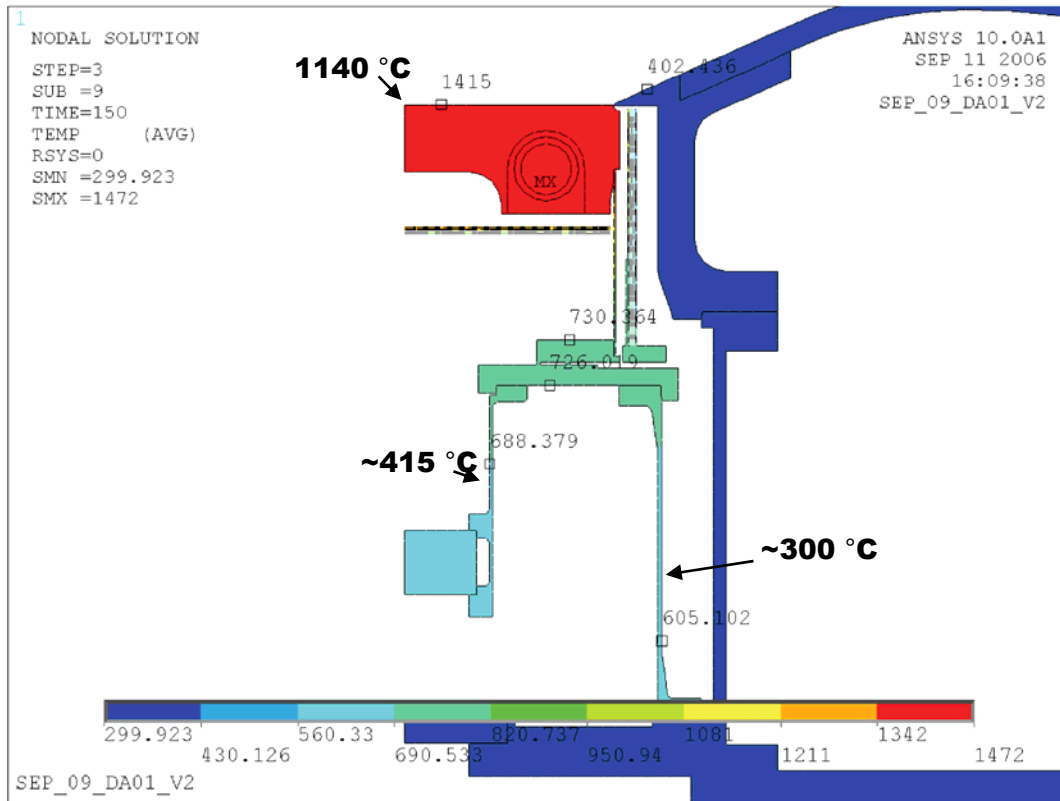 1
NODAL SOLUTION
STEP=3
SUB =9
TIME=150
TEMP (AVG)
RSYS=0
SMN =299.923
SMX =1472
ANSYS 10.0A1
SEP 11 2006
16:09:38
SEP_09_DA01_V2
1140 °C
1415
402.436
MX
730.364
726.019
688.379
~415 °C
~300 °C
605.102
299.923
430.126
560.33
690.533
820.737
950.94
1081
1211
1342
1472
SEP_09_DA01_V2